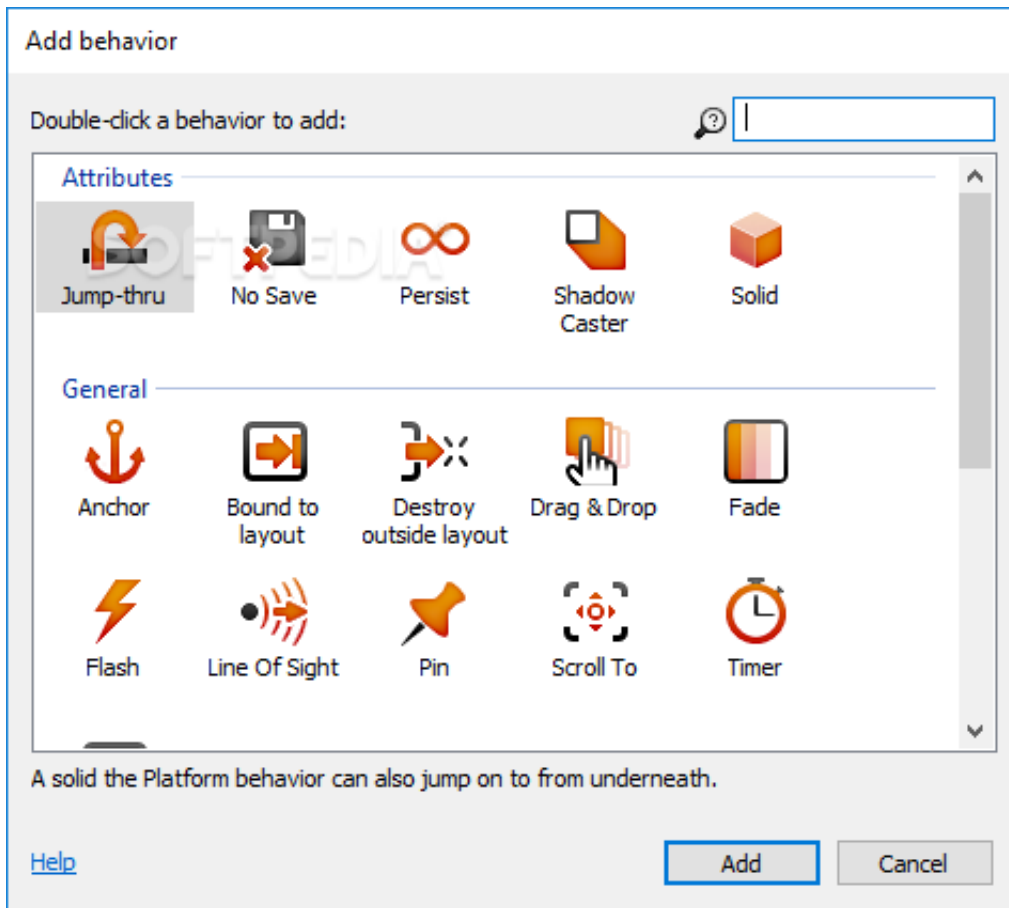 Add behavior
Double-click a behavior to add:
Attributes
SOFTPEDIA
Jump-thru
No Save
Persist
Shadow
Caster
Solid
General
Anchor
Bound to
layout
Destroy
outside layout
Drag & Drop
Fade
Flash
Line Of Sight
Pin
Scroll To
Timer
A solid the Platform behavior can also jump on to from underneath.
Help
Add
Cancel